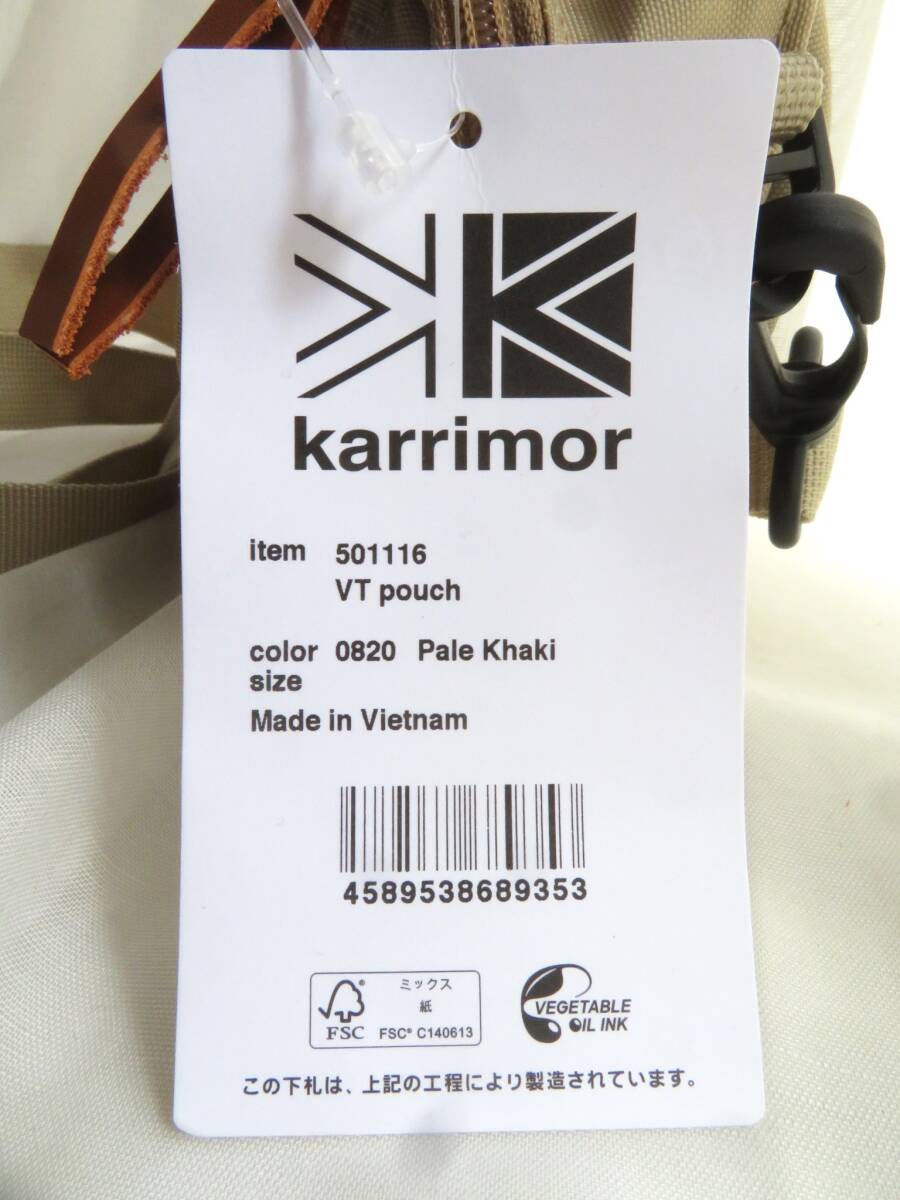 karrimor
item 501116
VT pouch
color 0820 Pale Khaki
size
Made in Vietnam
4589538689353
FSC®
ミックス
紙
FSC® C140613
VEGETABLE
OIL INK
この下札は、上記の工程により製造されています。